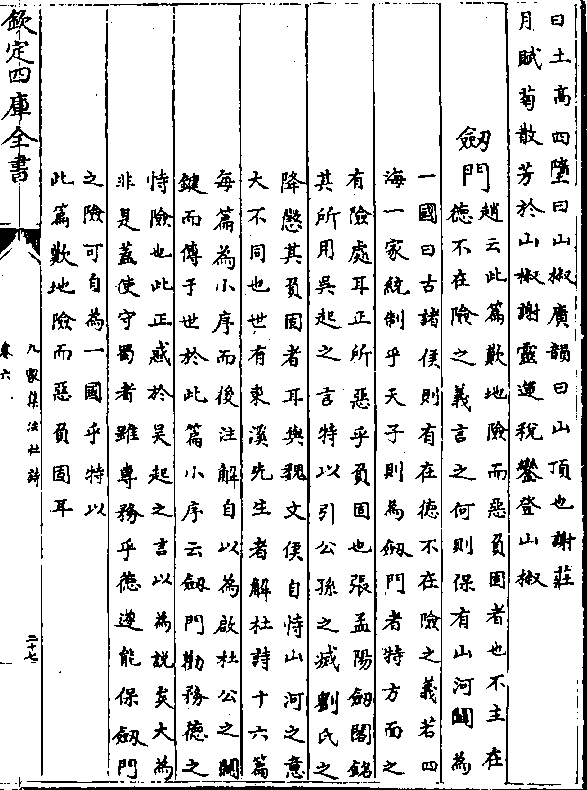 曰土高四墮曰山椒廣韻曰山頂也謝莊
月賦菊散芳於山椒謝靈運稅鑾登山椒
劔門
趙云此篇歎地險而惡負固者也不主在
德不在險之義言之何則保有山河關為
一國曰古諸侯則有在德不在險之義若四
海一家統制乎天子則為劔門者特方面之
有險處耳正所惡乎負固也張孟陽劔閣銘
其所用吳起之言特以引公孫之滅劉氏之
降憋其負固者耳與魏文侯自恃山河之意
大不同也世有東溪先生者解杜詩十六篇
每篇為小序而後注解自以為啟杜公之關
鍵而傳于世於此篇小序云劔門勤務德之
恃險也此正惑於吳起之言以為説矣大為
非是蓋使守蜀者雖專務乎德遂能保劔門
之險可自為一國乎特以
此篇歎地險而惡負固耳
欽定四庫全書
九家集注杜詩
卷六
二十七